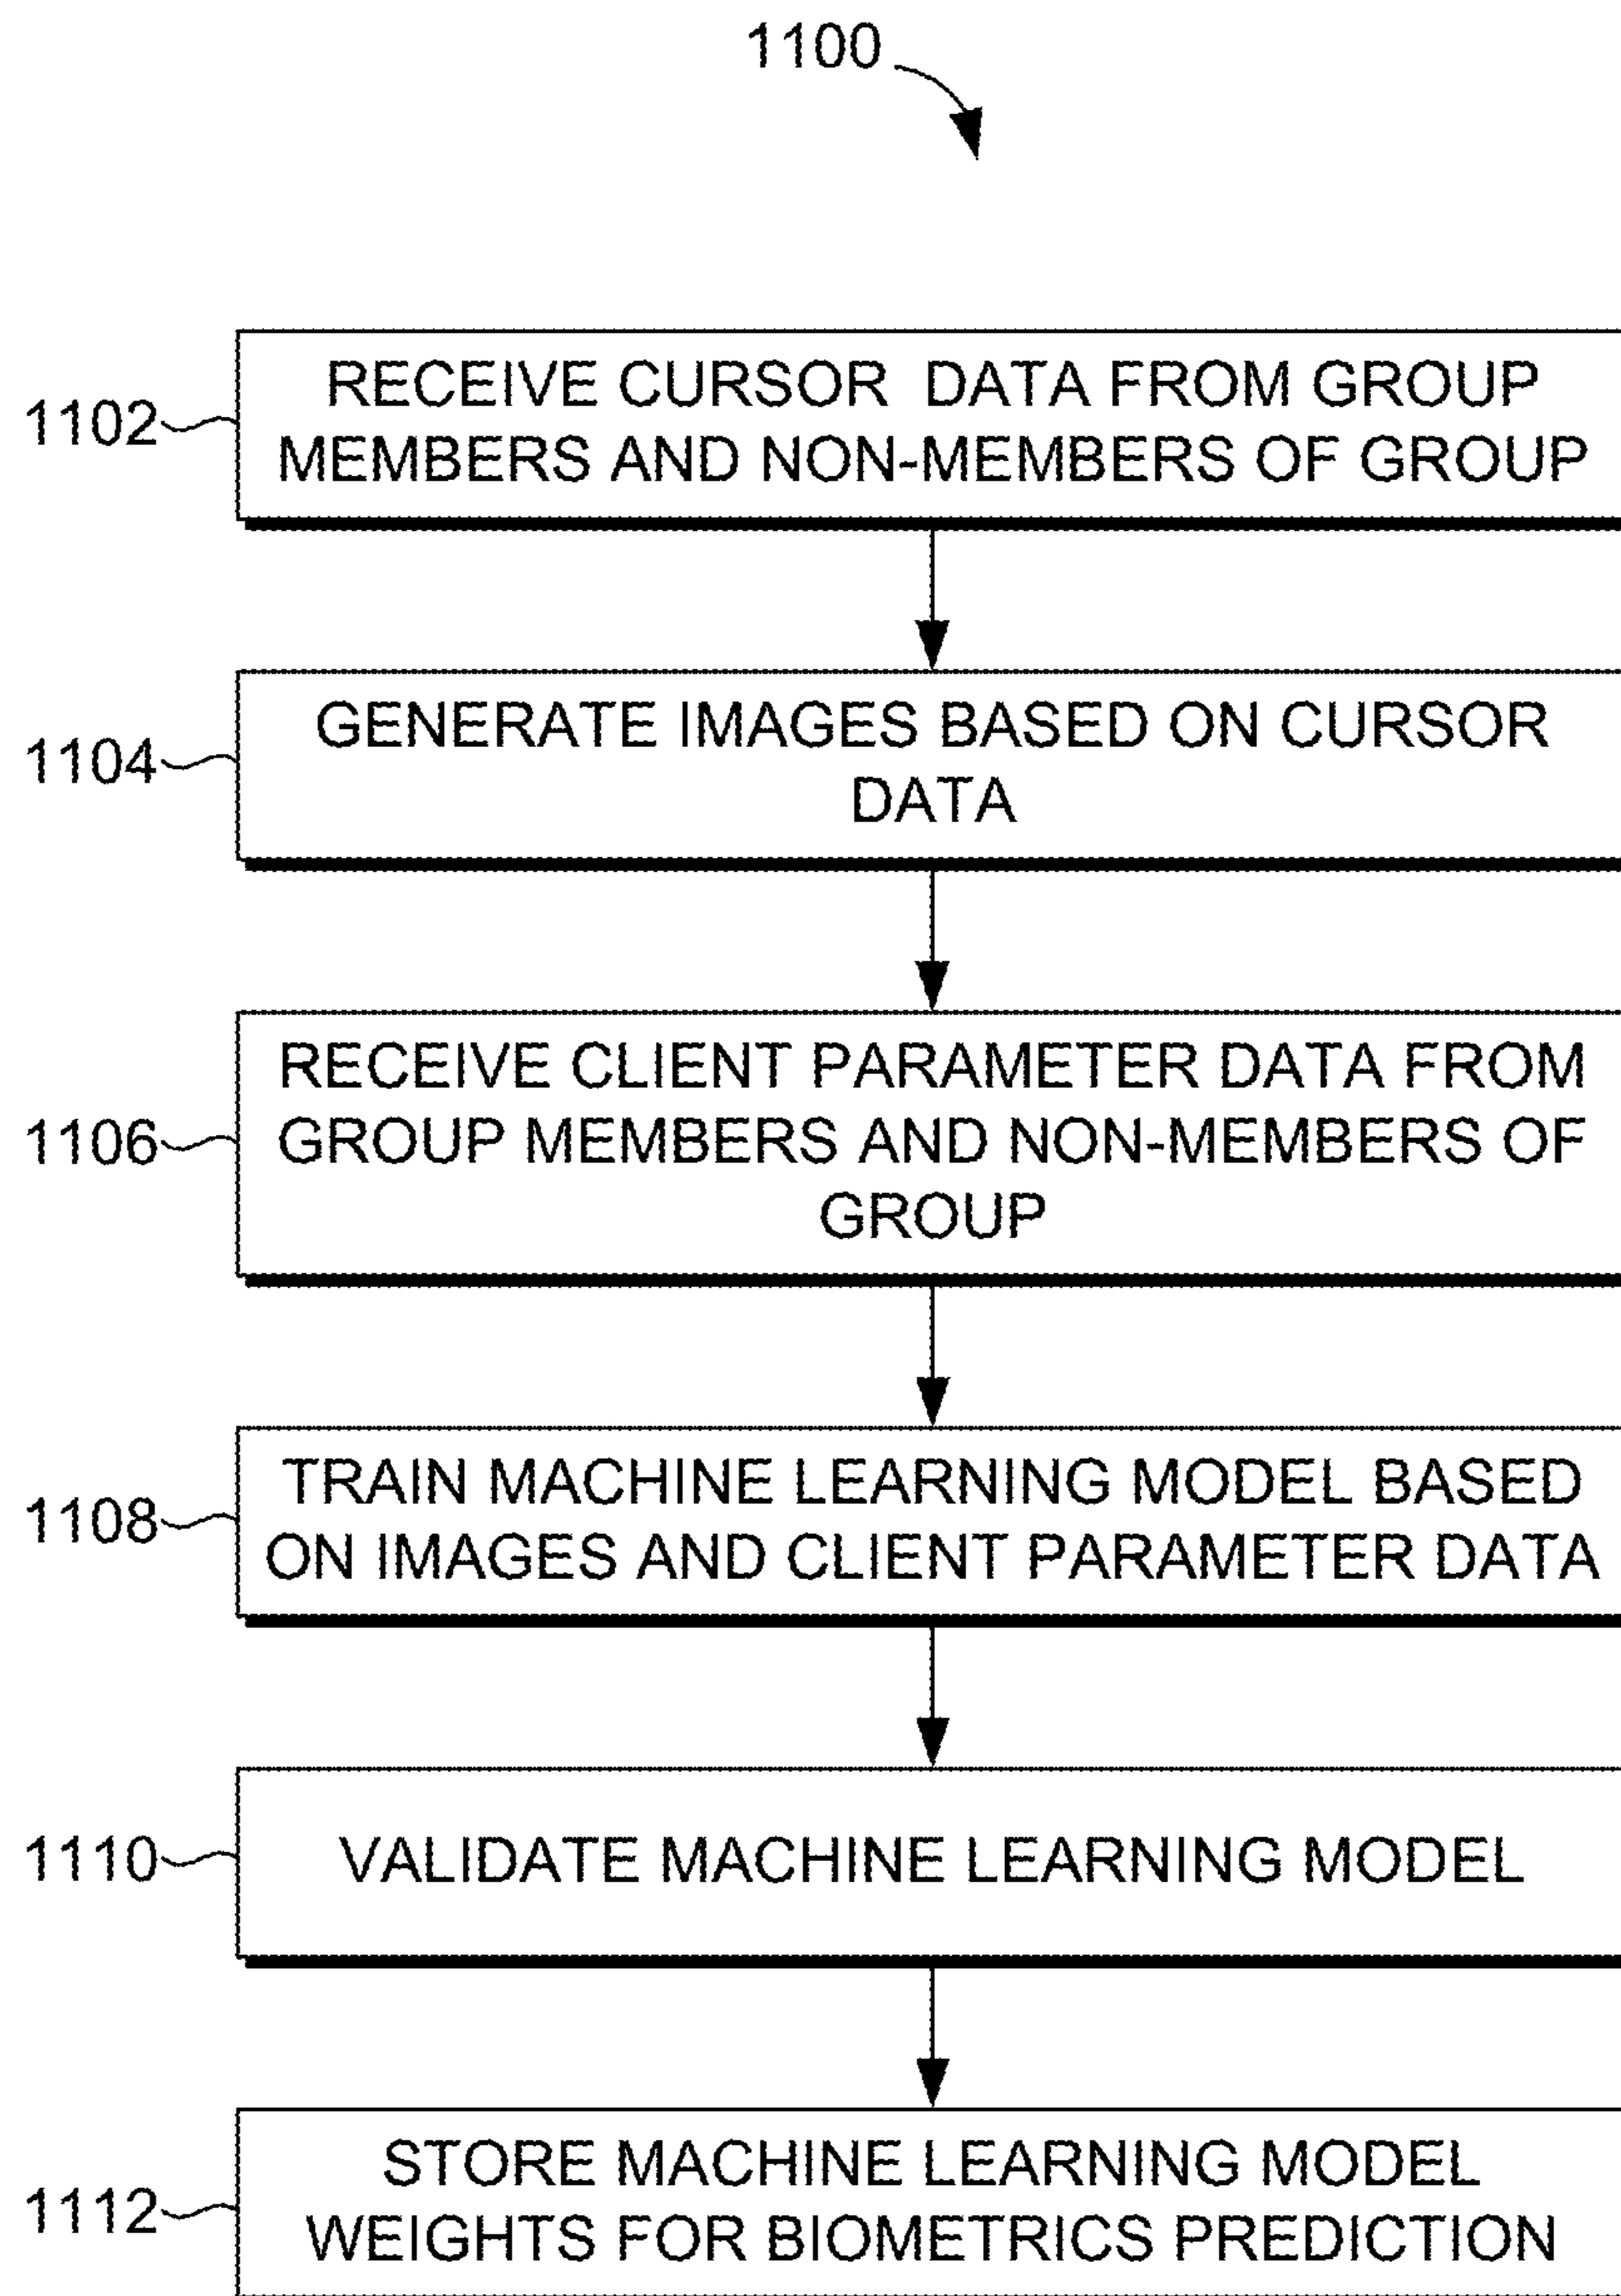 1100
1102
RECEIVE CURSOR DATA FROM GROUP
MEMBERS AND NON-MEMBERS OF GROUP
1104
GENERATE IMAGES BASED ON CURSOR
DATA
1106
RECEIVE CLIENT PARAMETER DATA FROM
GROUP MEMBERS AND NON-MEMBERS OF
GROUP
1108
TRAIN MACHINE LEARNING MODEL BASED
ON IMAGES AND CLIENT PARAMETER DATA
1110
VALIDATE MACHINE LEARNING MODEL
1112
STORE MACHINE LEARNING MODEL
WEIGHTS FOR BIOMETRICS PREDICTION